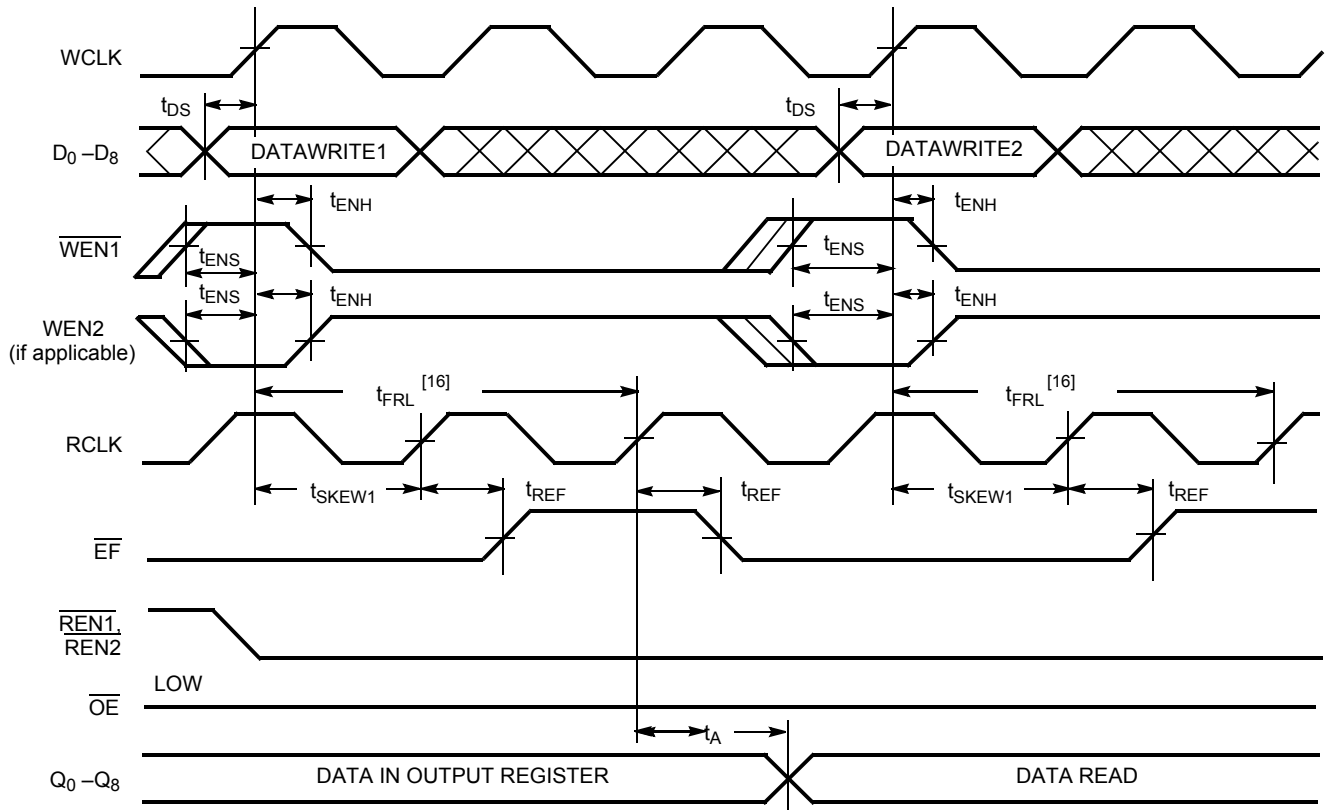 WCLK
tDS tDS
D0 –D8 DATAWRITE1 DATAWRITE2
tENH tENH
WEN1
tENS tENS
tENS tENH tENS tENH
WEN2
(if applicable)
tFRL [16] tFRL [16]
RCLK
tSKEW1 tREF tREF tSKEW1 tREF
EF
REN1,
REN2
LOW
OE
tA
Q0 –Q8 DATA IN OUTPUT REGISTER DATA READ